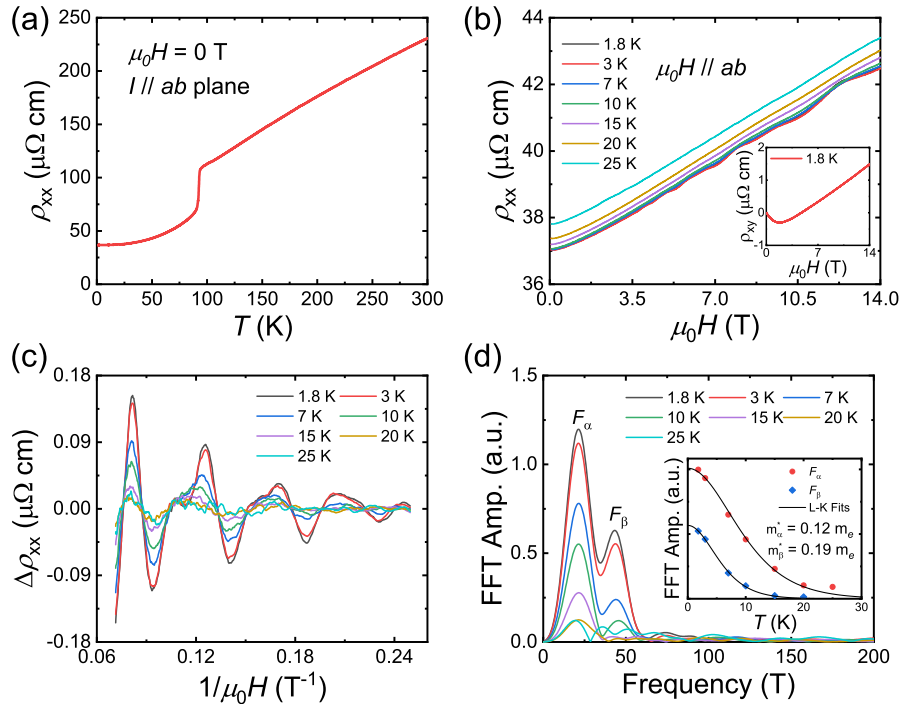 (a)
μ₀H = 0 T
I // ab plane
ρxx (μΩ cm)
250
200
150
100
50
0
0 50 100 150 200 250 300
T (K)
(b)
1.8 K
3 K
7 K
10 K
15 K
20 K
25 K
μ₀H // ab
ρxx (μΩ cm)
44
42
40
38
36
0.0 3.5 7.0 10.5 14.0
μ₀H (T)
1.8 K
ρxy (μΩ cm)
2
1
0
-1
0 7 14
μ₀H (T)
(c)
1.8 K 3 K
7 K 10 K
15 K 20 K
25 K
Δρxx (μΩ cm)
0.18
0.09
0.00
-0.09
-0.18
0.06 0.12 0.18 0.24
1/μ₀H (T⁻¹)
(d)
1.8 K 3 K 7 K
10 K 15 K 20 K
25 K
Fα
Fβ
FFT Amp. (a.u.)
1.5
1.0
0.5
0.0
0 50 100 150 200
Frequency (T)
FFT Amp. (a.u.)
Fα
Fβ
L-K Fits
m*α = 0.12 me
m*β = 0.19 me
0 10 20 30
T (K)